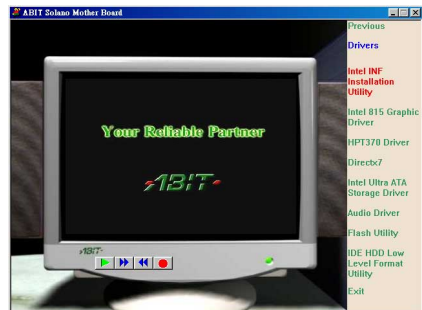 ABIT Solano Mother Board
Your Reliable Partner
ABIT
ABIT
Previous
Drivers
Intel INF
Installation
Utility
Intel 815 Graphic
Driver
HPT370 Driver
Directx7
Intel Ultra ATA
Storage Driver
Audio Driver
Flash Utility
IDE HDD Low
Level Format
Utility
Exit